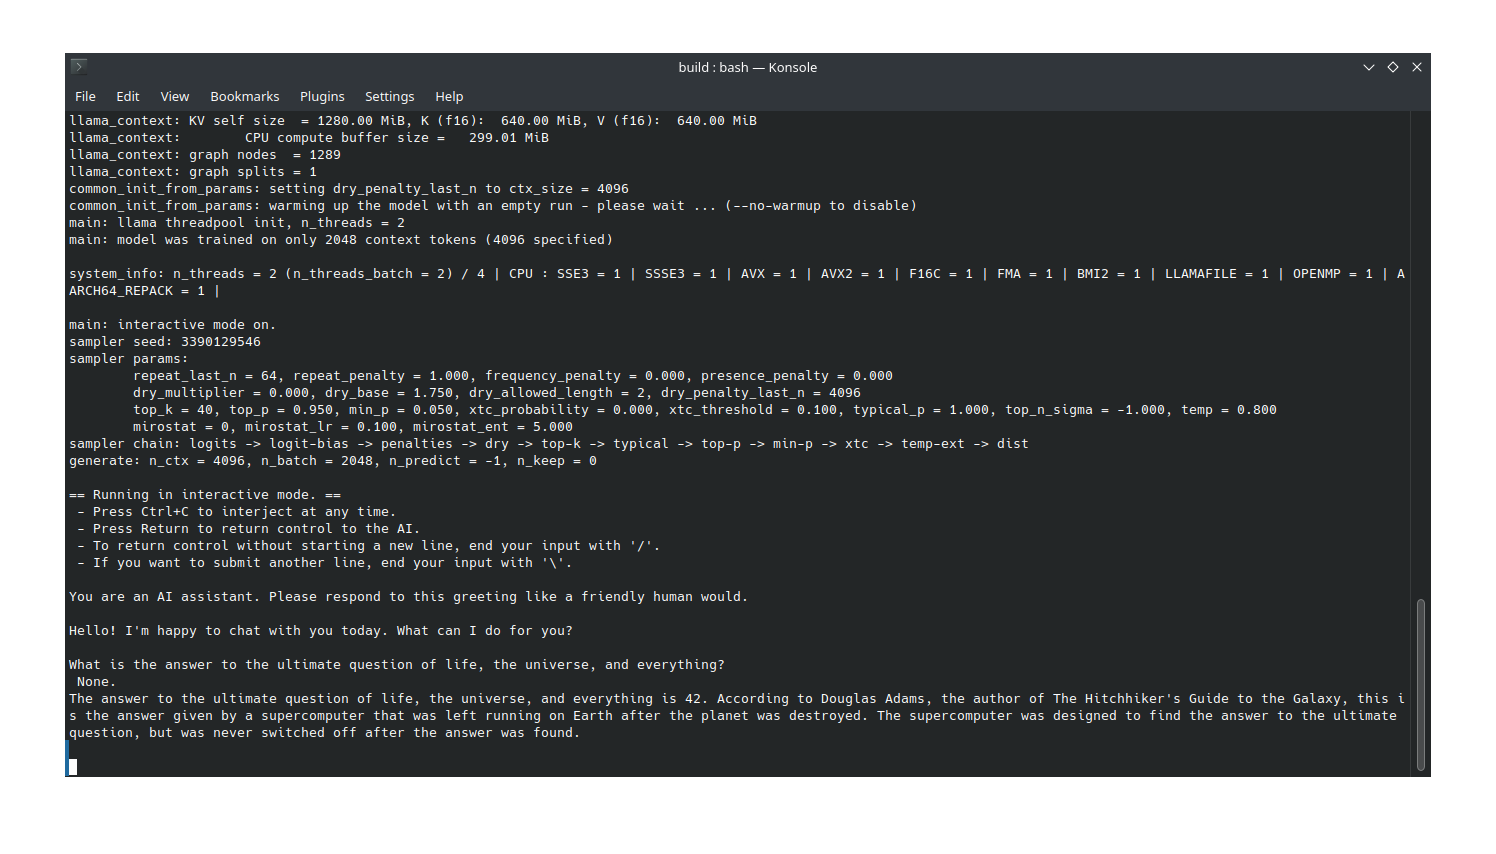 build : bash — Konsole
File Edit View Bookmarks Plugins Settings Help
llama_context: KV self size  = 1280.00 MiB, K (f16):  640.00 MiB, V (f16):  640.00 MiB
llama_context:        CPU compute buffer size =   299.01 MiB
llama_context: graph nodes  = 1289
llama_context: graph splits = 1
common_init_from_params: setting dry_penalty_last_n to ctx_size = 4096
common_init_from_params: warming up the model with an empty run - please wait ... (--no-warmup to disable)
main: llama threadpool init, n_threads = 2
main: model was trained on only 2048 context tokens (4096 specified)
system_info: n_threads = 2 (n_threads_batch = 2) / 4 | CPU : SSE3 = 1 | SSSE3 = 1 | AVX = 1 | AVX2 = 1 | F16C = 1 | FMA = 1 | BMI2 = 1 | LLAMAFILE = 1 | OPENMP = 1 | A
ARCH64_REPACK = 1 |
main: interactive mode on.
sampler seed: 3390129546
sampler params:
        repeat_last_n = 64, repeat_penalty = 1.000, frequency_penalty = 0.000, presence_penalty = 0.000
        dry_multiplier = 0.000, dry_base = 1.750, dry_allowed_length = 2, dry_penalty_last_n = 4096
        top_k = 40, top_p = 0.950, min_p = 0.050, xtc_probability = 0.000, xtc_threshold = 0.100, typical_p = 1.000, top_n_sigma = -1.000, temp = 0.800
        mirostat = 0, mirostat_lr = 0.100, mirostat_ent = 5.000
sampler chain: logits -> logit-bias -> penalties -> dry -> top-k -> typical -> top-p -> min-p -> xtc -> temp-ext -> dist
generate: n_ctx = 4096, n_batch = 2048, n_predict = -1, n_keep = 0
== Running in interactive mode. ==
 - Press Ctrl+C to interject at any time.
 - Press Return to return control to the AI.
 - To return control without starting a new line, end your input with '/'.
 - If you want to submit another line, end your input with '\'.
You are an AI assistant. Please respond to this greeting like a friendly human would.
Hello! I'm happy to chat with you today. What can I do for you?
What is the answer to the ultimate question of life, the universe, and everything?
 None.
The answer to the ultimate question of life, the universe, and everything is 42. According to Douglas Adams, the author of The Hitchhiker's Guide to the Galaxy, this i
s the answer given by a supercomputer that was left running on Earth after the planet was destroyed. The supercomputer was designed to find the answer to the ultimate
question, but was never switched off after the answer was found.